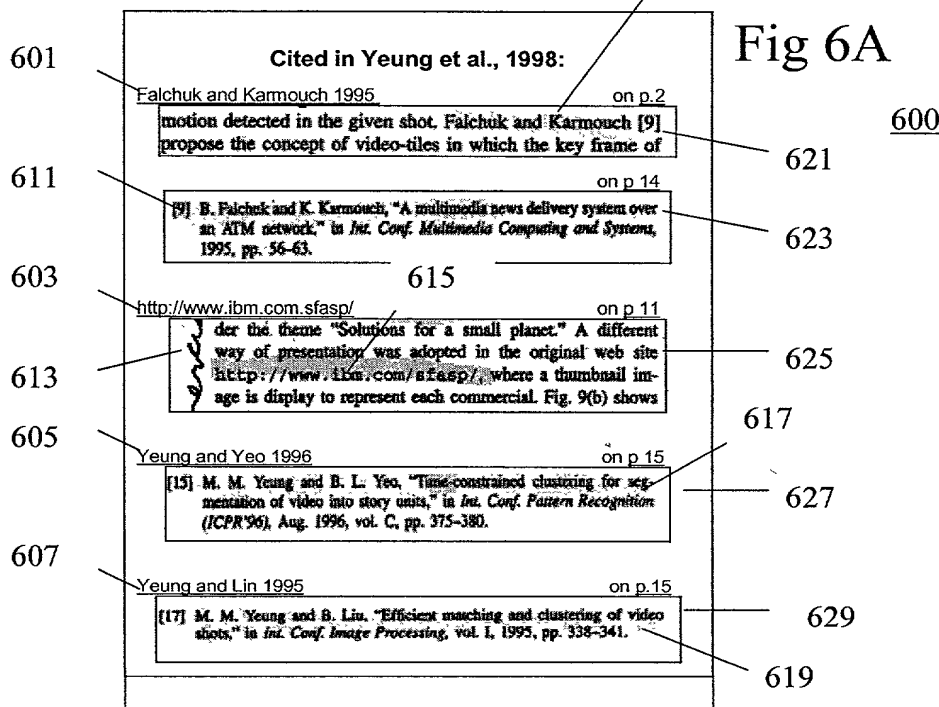 Fig 6A
600
Cited in Yeung et al., 1998:
601
Falchuk and Karmouch 1995 on p.2
motion detected in the given shot. Falchuk and Karmouch [9]
propose the concept of video-tiles in which the key frame of
621
611
on p 14
[9] B. Falchuk and K. Karmouch, "A multimedia news delivery system over
an ATM network," in Int. Conf. Multimedia Computing and Systems,
1995, pp. 56–63.
623
615
603
http://www.ibm.com.sfasp/ on p 11
der the theme "Solutions for a small planet." A different
way of presentation was adopted in the original web site
http://www.ibm.com/sfasp/, where a thumbnail im-
age is display to represent each commercial. Fig. 9(b) shows
613
625
617
605
Yeung and Yeo 1996 on p 15
[15] M. M. Yeung and B. L. Yeo, "Time-constrained clustering for seg-
mentation of video into story units," in Int. Conf. Pattern Recognition
(ICPR'96), Aug. 1996, vol. C, pp. 375–380.
627
607
Yeung and Lin 1995 on p.15
[17] M. M. Yeung and B. Liu, "Efficient matching and clustering of video
shots," in Int. Conf. Image Processing, vol. I, 1995, pp. 338–341.
629
619